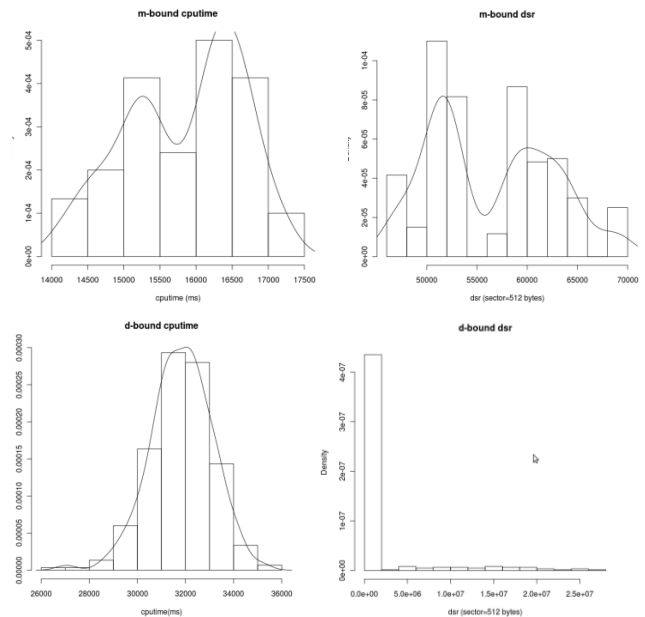 m-bound cputime
5e-04
4e-04
3e-04
2e-04
1e-04
0e+00
14000 14500 15000 15500 16000 16500 17000 17500
cputime (ms)
m-bound dsr
1e-04
8e-05
6e-05
4e-05
2e-05
0e+00
50000 55000 60000 65000 70000
dsr (sector=512 bytes)
d-bound cputime
0.00030
0.00025
0.00020
0.00015
0.00010
0.00005
0.00000
26000 28000 30000 32000 34000 36000
cputime(ms)
d-bound dsr
Density
4e-07
3e-07
2e-07
1e-07
0e+00
0.0e+00 5.0e+06 1.0e+07 1.5e+07 2.0e+07 2.5e+07
dsr (sector=512 bytes)